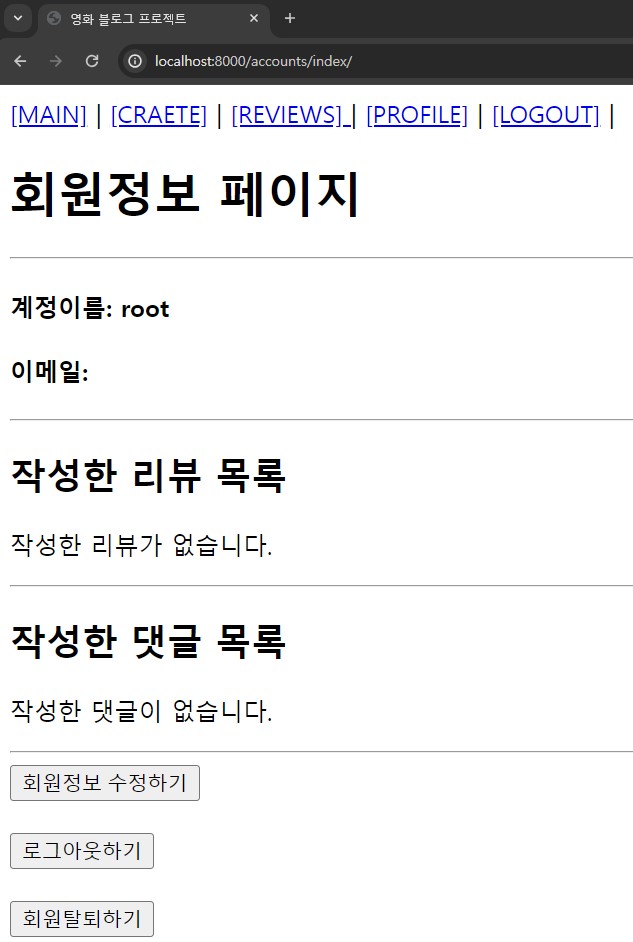 영화 블로그 프로젝트
localhost:8000/accounts/index/
[MAIN] | [CRAETE] | [REVIEWS] | [PROFILE] | [LOGOUT] |
회원정보 페이지
계정이름: root
이메일:
작성한 리뷰 목록
작성한 리뷰가 없습니다.
작성한 댓글 목록
작성한 댓글이 없습니다.
회원정보 수정하기
로그아웃하기
회원탈퇴하기